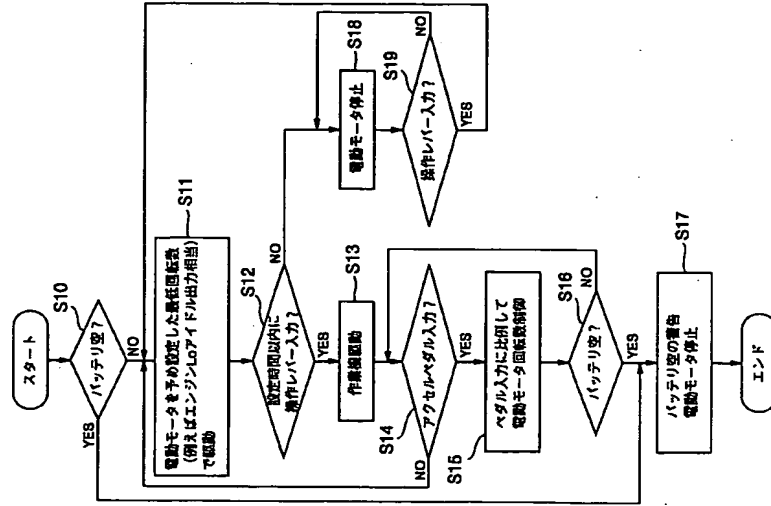 スタート
S10
バッテリ空？
YES
NO
S11
電動モータを予め設定した最低回転数
(例えばエンジンLoアイドル出力相当)
で駆動
S12
設定時間以内に
操作レバー入力？
NO
YES
S13
作業機駆動
S14
アクセルペダル入力？
NO
YES
S15
ペダル入力に比例して
電動モータ回転数制御
S16
バッテリ空？
NO
YES
S17
バッテリ空の警告
電動モータ停止
エンド
S18
電動モータ停止
S19
操作レバー入力？
NO
YES